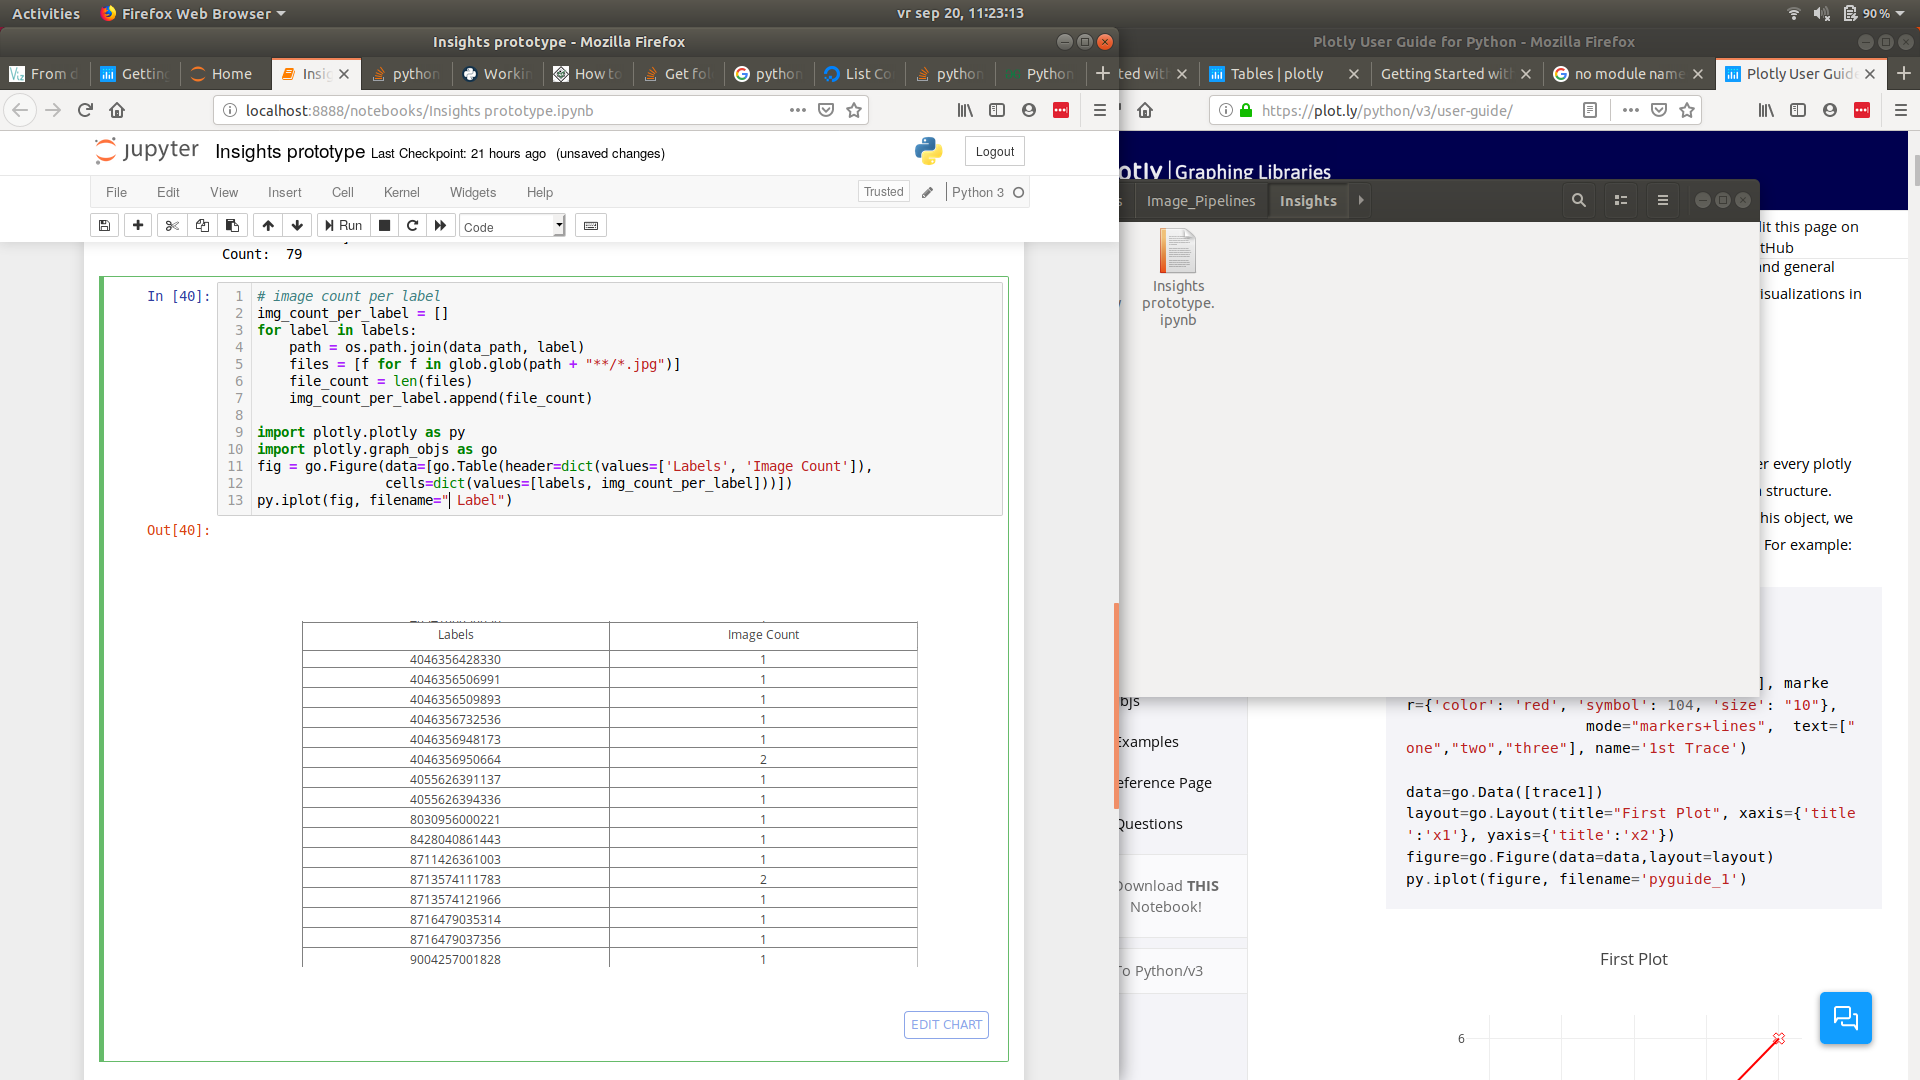 Activities Firefox Web Browser vr sep 20, 11:23:13 90 %
Insights prototype - Mozilla Firefox
From d Getting Home Insig python Workin How to Get fol python List Co python Python
localhost:8888/notebooks/Insights prototype.ipynb
jupyter Insights prototype Last Checkpoint: 21 hours ago (unsaved changes)
Logout
File Edit View Insert Cell Kernel Widgets Help Trusted Python 3
Run Code
Count: 79
In [40]:
1 # image count per label
2 img_count_per_label = []
3 for label in labels:
4 path = os.path.join(data_path, label)
5 files = [f for f in glob.glob(path + "**/*.jpg")]
6 file_count = len(files)
7 img_count_per_label.append(file_count)
8
9 import plotly.plotly as py
10 import plotly.graph_objs as go
11 fig = go.Figure(data=[go.Table(header=dict(values=['Labels', 'Image Count']),
12 cells=dict(values=[labels, img_count_per_label]))])
13 py.iplot(fig, filename=" Label")
Out[40]:
Labels Image Count
4046356428330 1
4046356506991 1
4046356509893 1
4046356732536 1
4046356948173 1
4046356950664 2
4055626391137 1
4055626394336 1
8030956000221 1
8428040861443 1
8711426361003 1
8713574111783 2
8713574121966 1
8716479035314 1
8716479037356 1
9004257001828 1
EDIT CHART
Plotly User Guide for Python - Mozilla Firefox
ted with Tables | plotly Getting Started with no module name Plotly User Guide
https://plot.ly/python/v3/user-guide/
otly | Graphing Libraries
s Image_Pipelines Insights
Insights
prototype.
ipynb
dit this page on
tHub
and general
isualizations in
er every plotly
structure.
his object, we
For example:
bjs
Examples
eference Page
Questions
Download THIS
Notebook!
To Python/v3
], marke
r={'color': 'red', 'symbol': 104, 'size': "10"},
mode="markers+lines", text=["
one","two","three"], name='1st Trace')
data=go.Data([trace1])
layout=go.Layout(title="First Plot", xaxis={'title
':'x1'}, yaxis={'title':'x2'})
figure=go.Figure(data=data,layout=layout)
py.iplot(figure, filename='pyguide_1')
First Plot
6